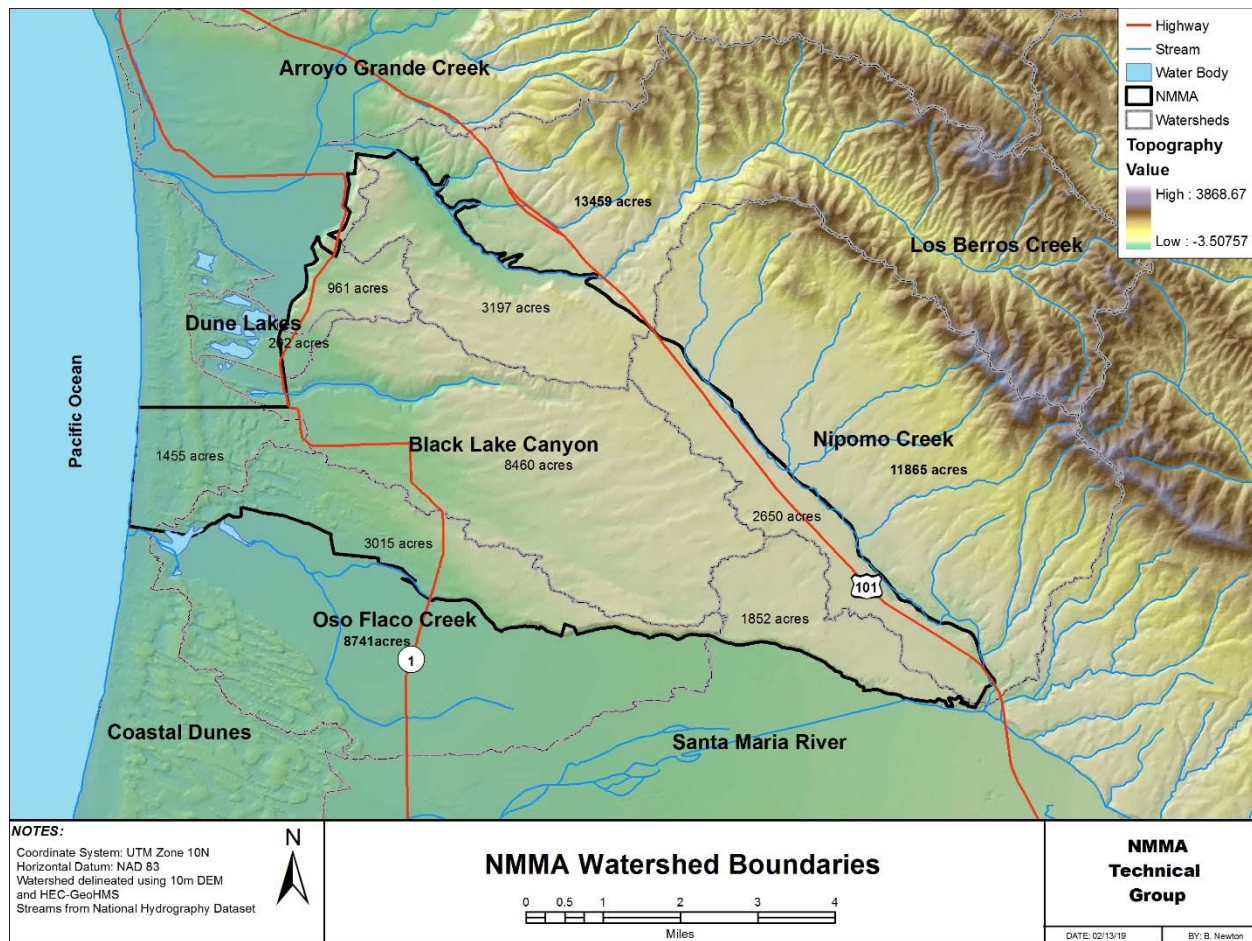 Highway
Stream
Water Body
NMMA
Watersheds
Topography
Value
High : 3868.67
Low : -3.50757
Arroyo Grande Creek
13459 acres
Los Berros Creek
961 acres
3197 acres
Dune Lakes
202 acres
Pacific Ocean
Black Lake Canyon
8460 acres
Nipomo Creek
11865 acres
1455 acres
2650 acres
3015 acres
101
1852 acres
Oso Flaco Creek
8741acres
1
Coastal Dunes
Santa Maria River
NOTES:
Coordinate System: UTM Zone 10N
Horizontal Datum: NAD 83
Watershed delineated using 10m DEM
and HEC-GeoHMS
Streams from National Hydrography Dataset
N
NMMA Watershed Boundaries
0 0.5 1 2 3 4
Miles
NMMA
Technical
Group
DATE: 02/13/19 BY: B. Newton